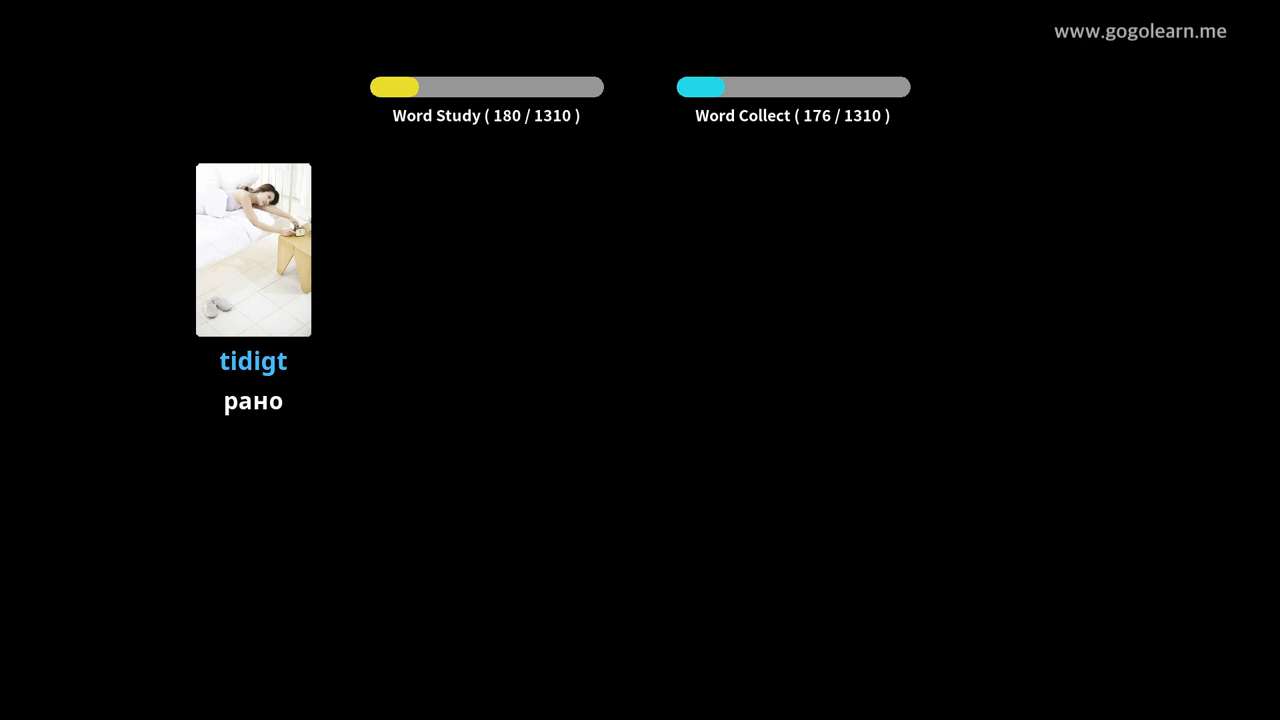 www.gogolearn.me
Word Study ( 180 / 1310 )
Word Collect ( 176 / 1310 )
tidigt
рано